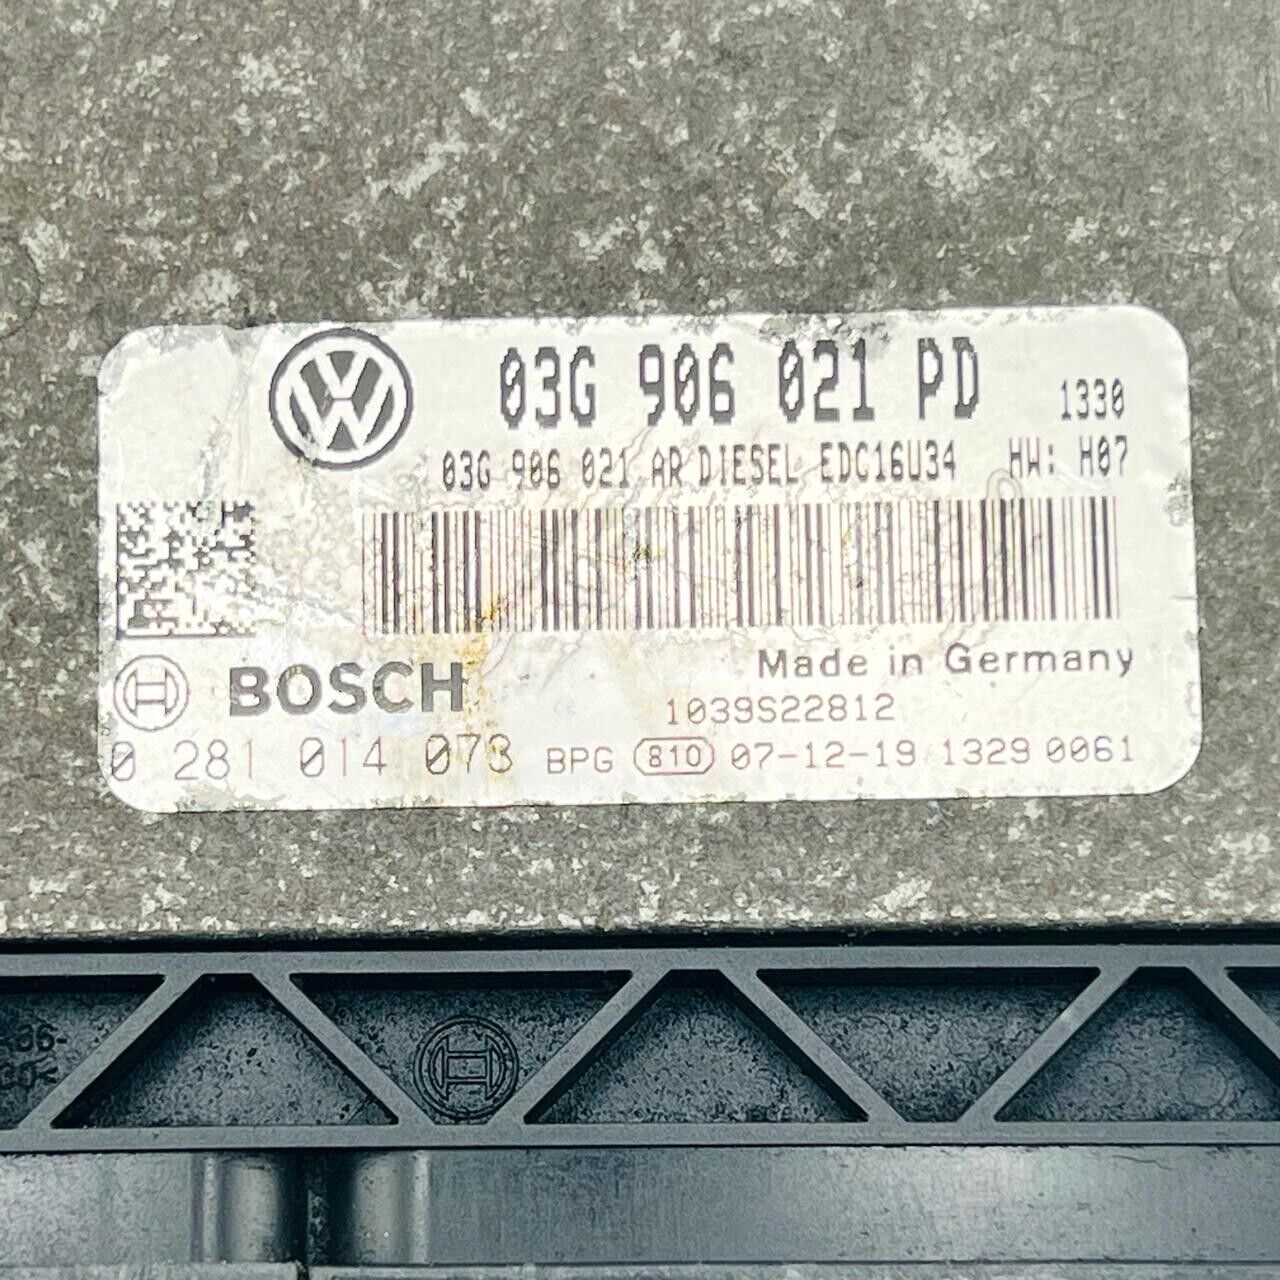 03G 906 021 PD 1330
03G 906 021 AR DIESEL EDC16U34 HW: H07
BOSCH
Made in Germany
1039S22812
0 281 014 073 BPG 810 07-12-19 1329 0061